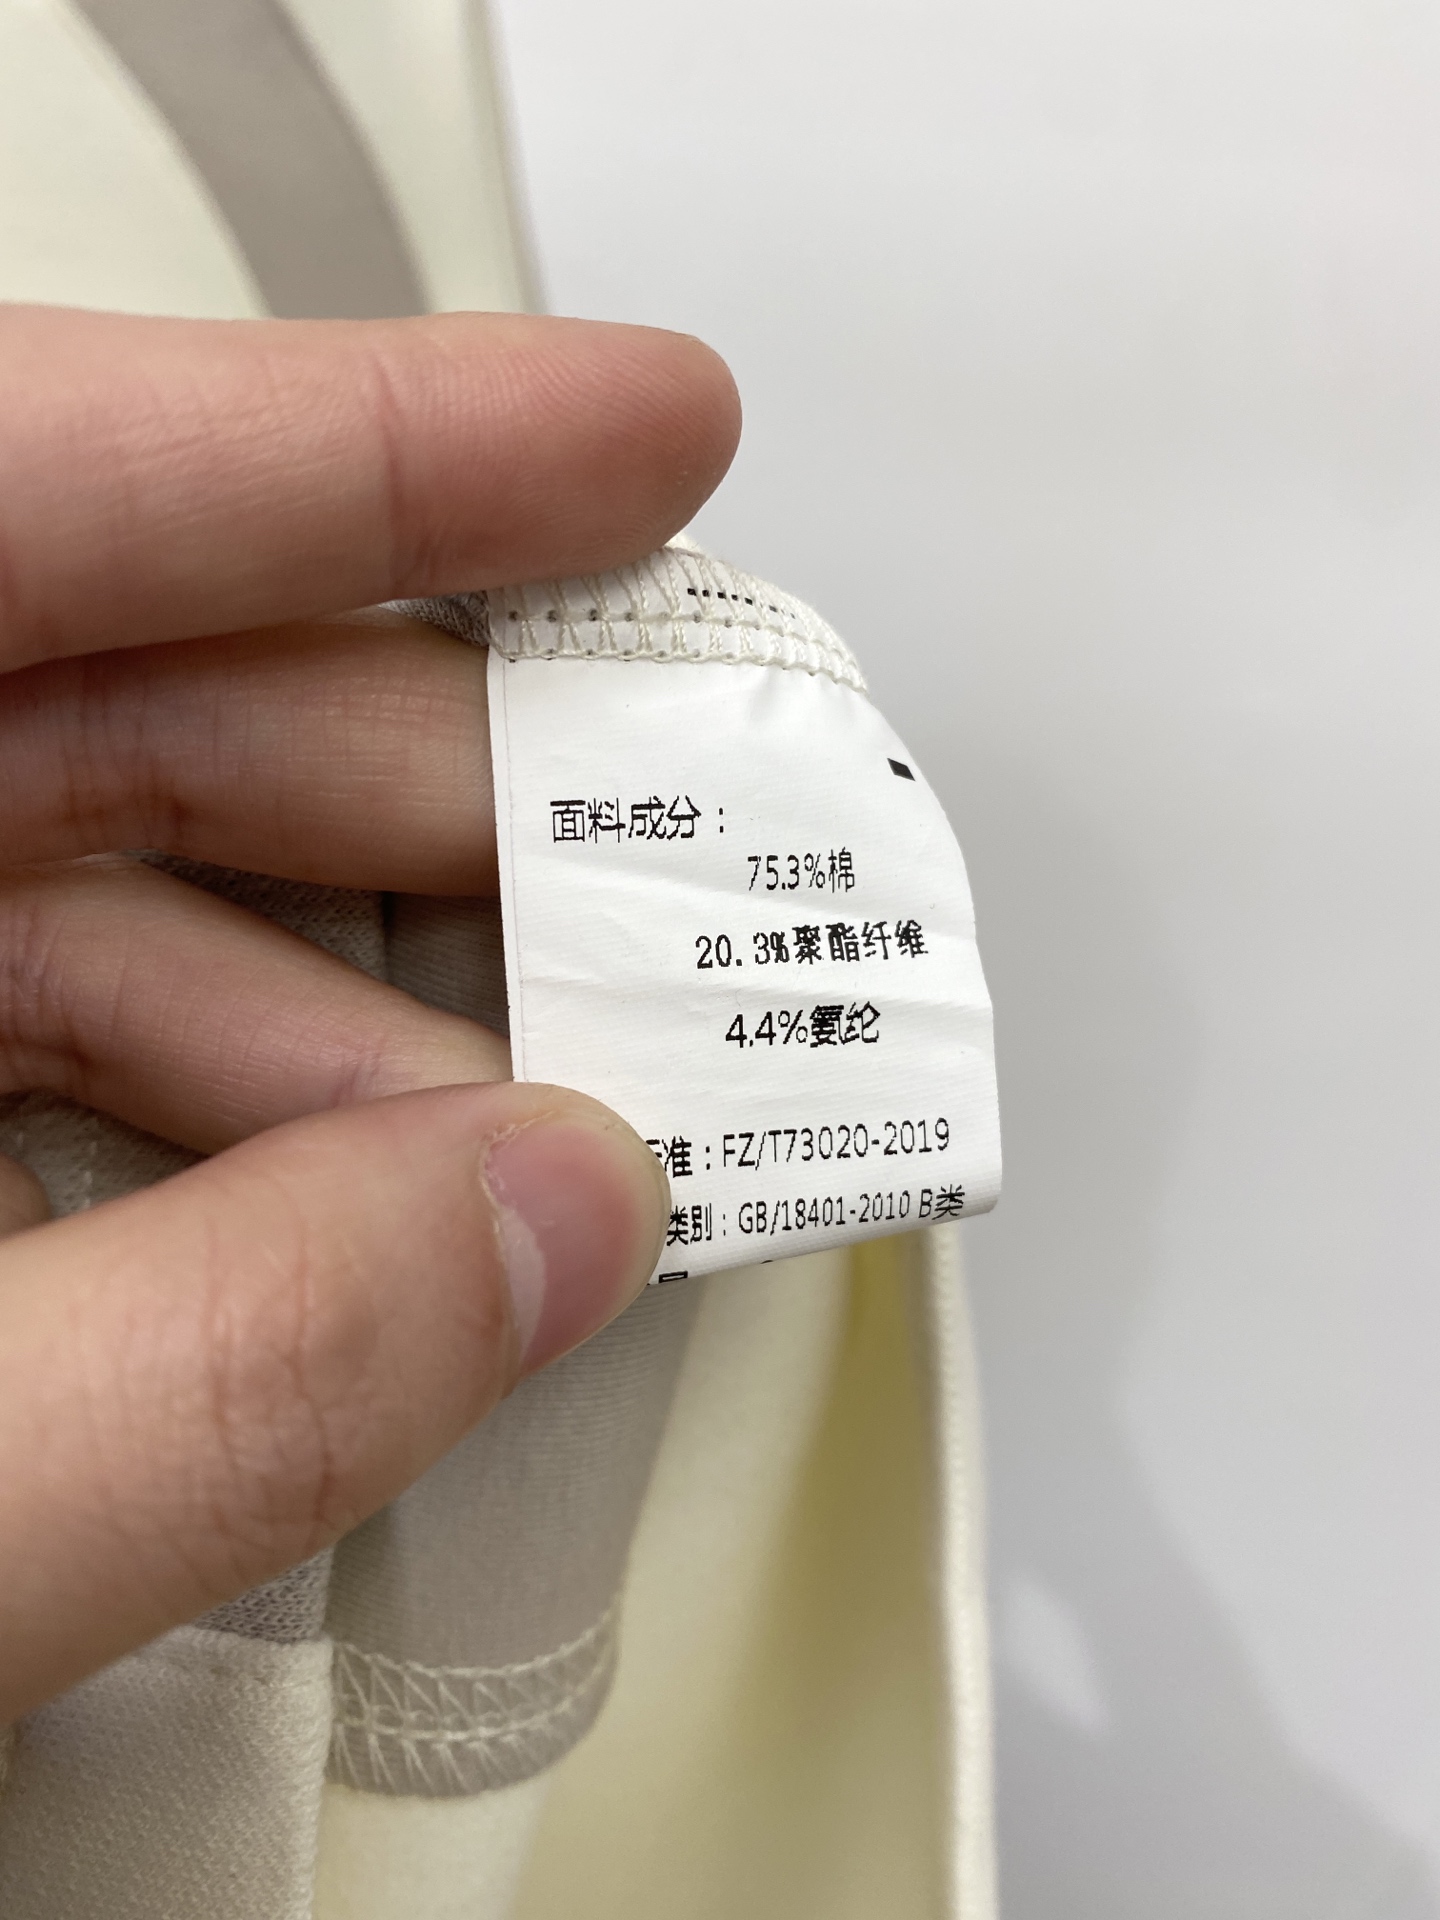 面料成分：
75.3%棉
20.3%聚酯纤维
4.4%氨纶
准：FZ/T73020-2019
类别：GB/18401-2010 B类